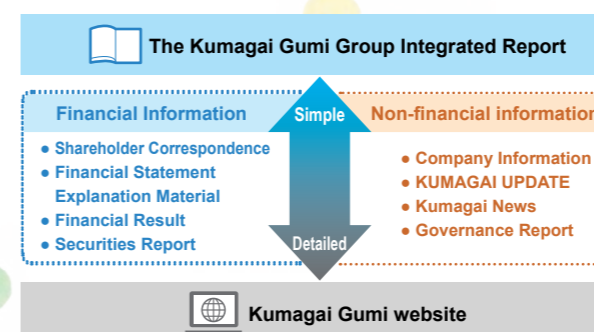 The Kumagai Gumi Group Integrated Report
Financial Information
● Shareholder Correspondence
● Financial Statement
Explanation Material
● Financial Result
● Securities Report
Simple
Detailed
Non-financial information
● Company Information
● KUMAGAI UPDATE
● Kumagai News
● Governance Report
Kumagai Gumi website